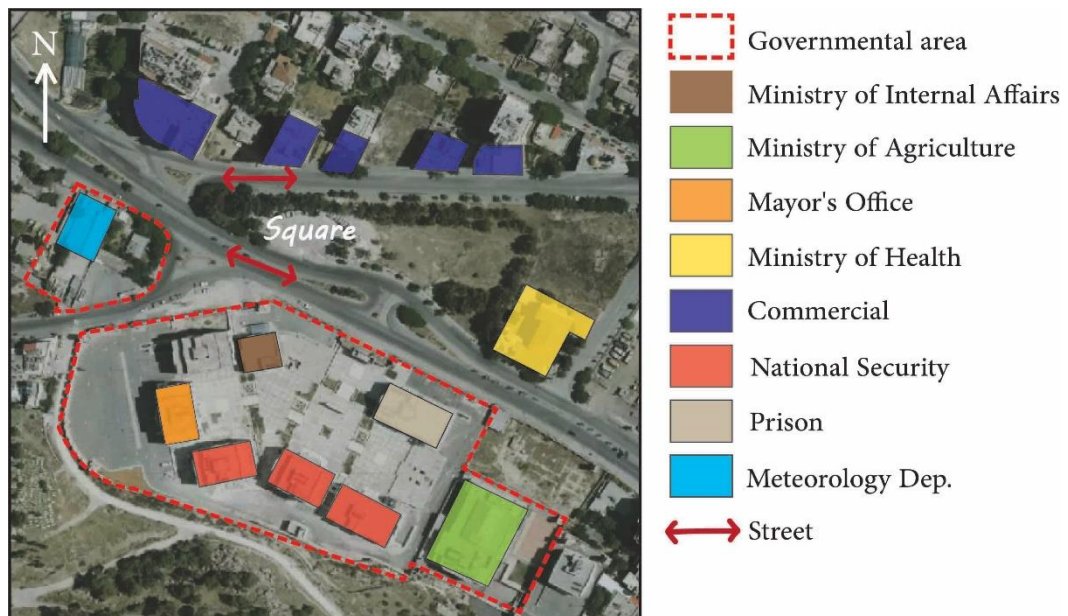 N
Square
Governmental area
Ministry of Internal Affairs
Ministry of Agriculture
Mayor's Office
Ministry of Health
Commercial
National Security
Prison
Meteorology Dep.
Street